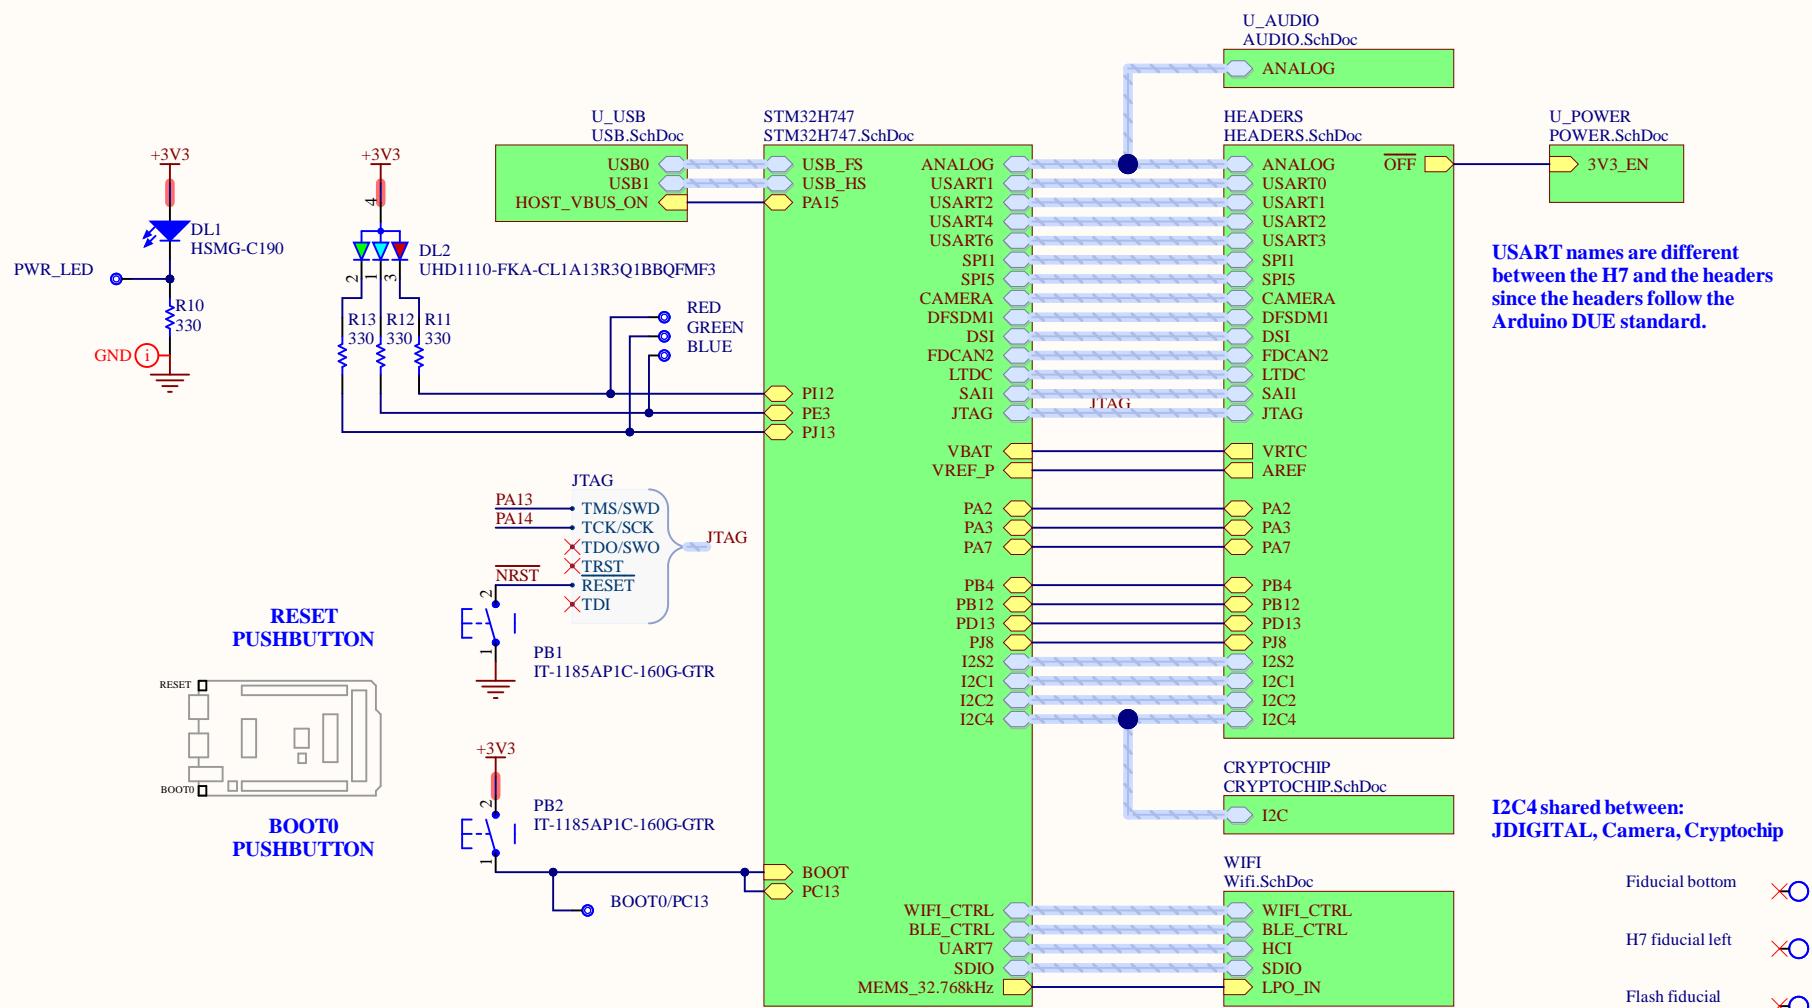 U_AUDIO
AUDIO.SchDoc
ANALOG
U_USB
USB.SchDoc
USB0
USB1
HOST_VBUS_ON
STM32H747
STM32H747.SchDoc
USB_FS
USB_HS
PA15
ANALOG
USART1
USART2
USART4
USART6
SPI1
SPI5
CAMERA
DFSDM1
DSI
FDCAN2
LTDC
SAI1
JTAG
JTAG
VBAT
VREF_P
PA2
PA3
PA7
PB4
PB12
PD13
PJ8
I2S2
I2C1
I2C2
I2C4
HEADERS
HEADERS.SchDoc
ANALOG
OFF
USART0
USART1
USART2
USART3
SPI1
SPI5
CAMERA
DFSDM1
DSI
FDCAN2
LTDC
SAI1
JTAG
VRTC
AREF
PA2
PA3
PA7
PB4
PB12
PD13
PJ8
I2S2
I2C1
I2C2
I2C4
U_POWER
POWER.SchDoc
3V3_EN
USART names are different
between the H7 and the headers
since the headers follow the
Arduino DUE standard.
+3V3
DL1
HSMG-C190
PWR_LED
R10
330
GND
i
+3V3
4
DL2
UHD1110-FKA-CL1A13R3Q1BBQFMF3
2
1
3
R13
330
R12
330
R11
330
RED
GREEN
BLUE
PI12
PE3
PJ13
JTAG
PA13
TMS/SWD
PA14
TCK/SCK
TDO/SWO
TRST
NRST
RESET
TDI
JTAG
2
1
PB1
IT-1185AP1C-160G-GTR
RESET
PUSHBUTTON
RESET
BOOT0
BOOT0
PUSHBUTTON
+3V3
2
1
PB2
IT-1185AP1C-160G-GTR
BOOT0/PC13
BOOT
PC13
WIFI_CTRL
BLE_CTRL
UART7
SDIO
MEMS_32.768kHz
CRYPTOCHIP
CRYPTOCHIP.SchDoc
I2C
I2C4 shared between:
JDIGITAL, Camera, Cryptochip
WIFI
Wifi.SchDoc
WIFI_CTRL
BLE_CTRL
HCI
SDIO
LPO_IN
Fiducial bottom
H7 fiducial left
Flash fiducial